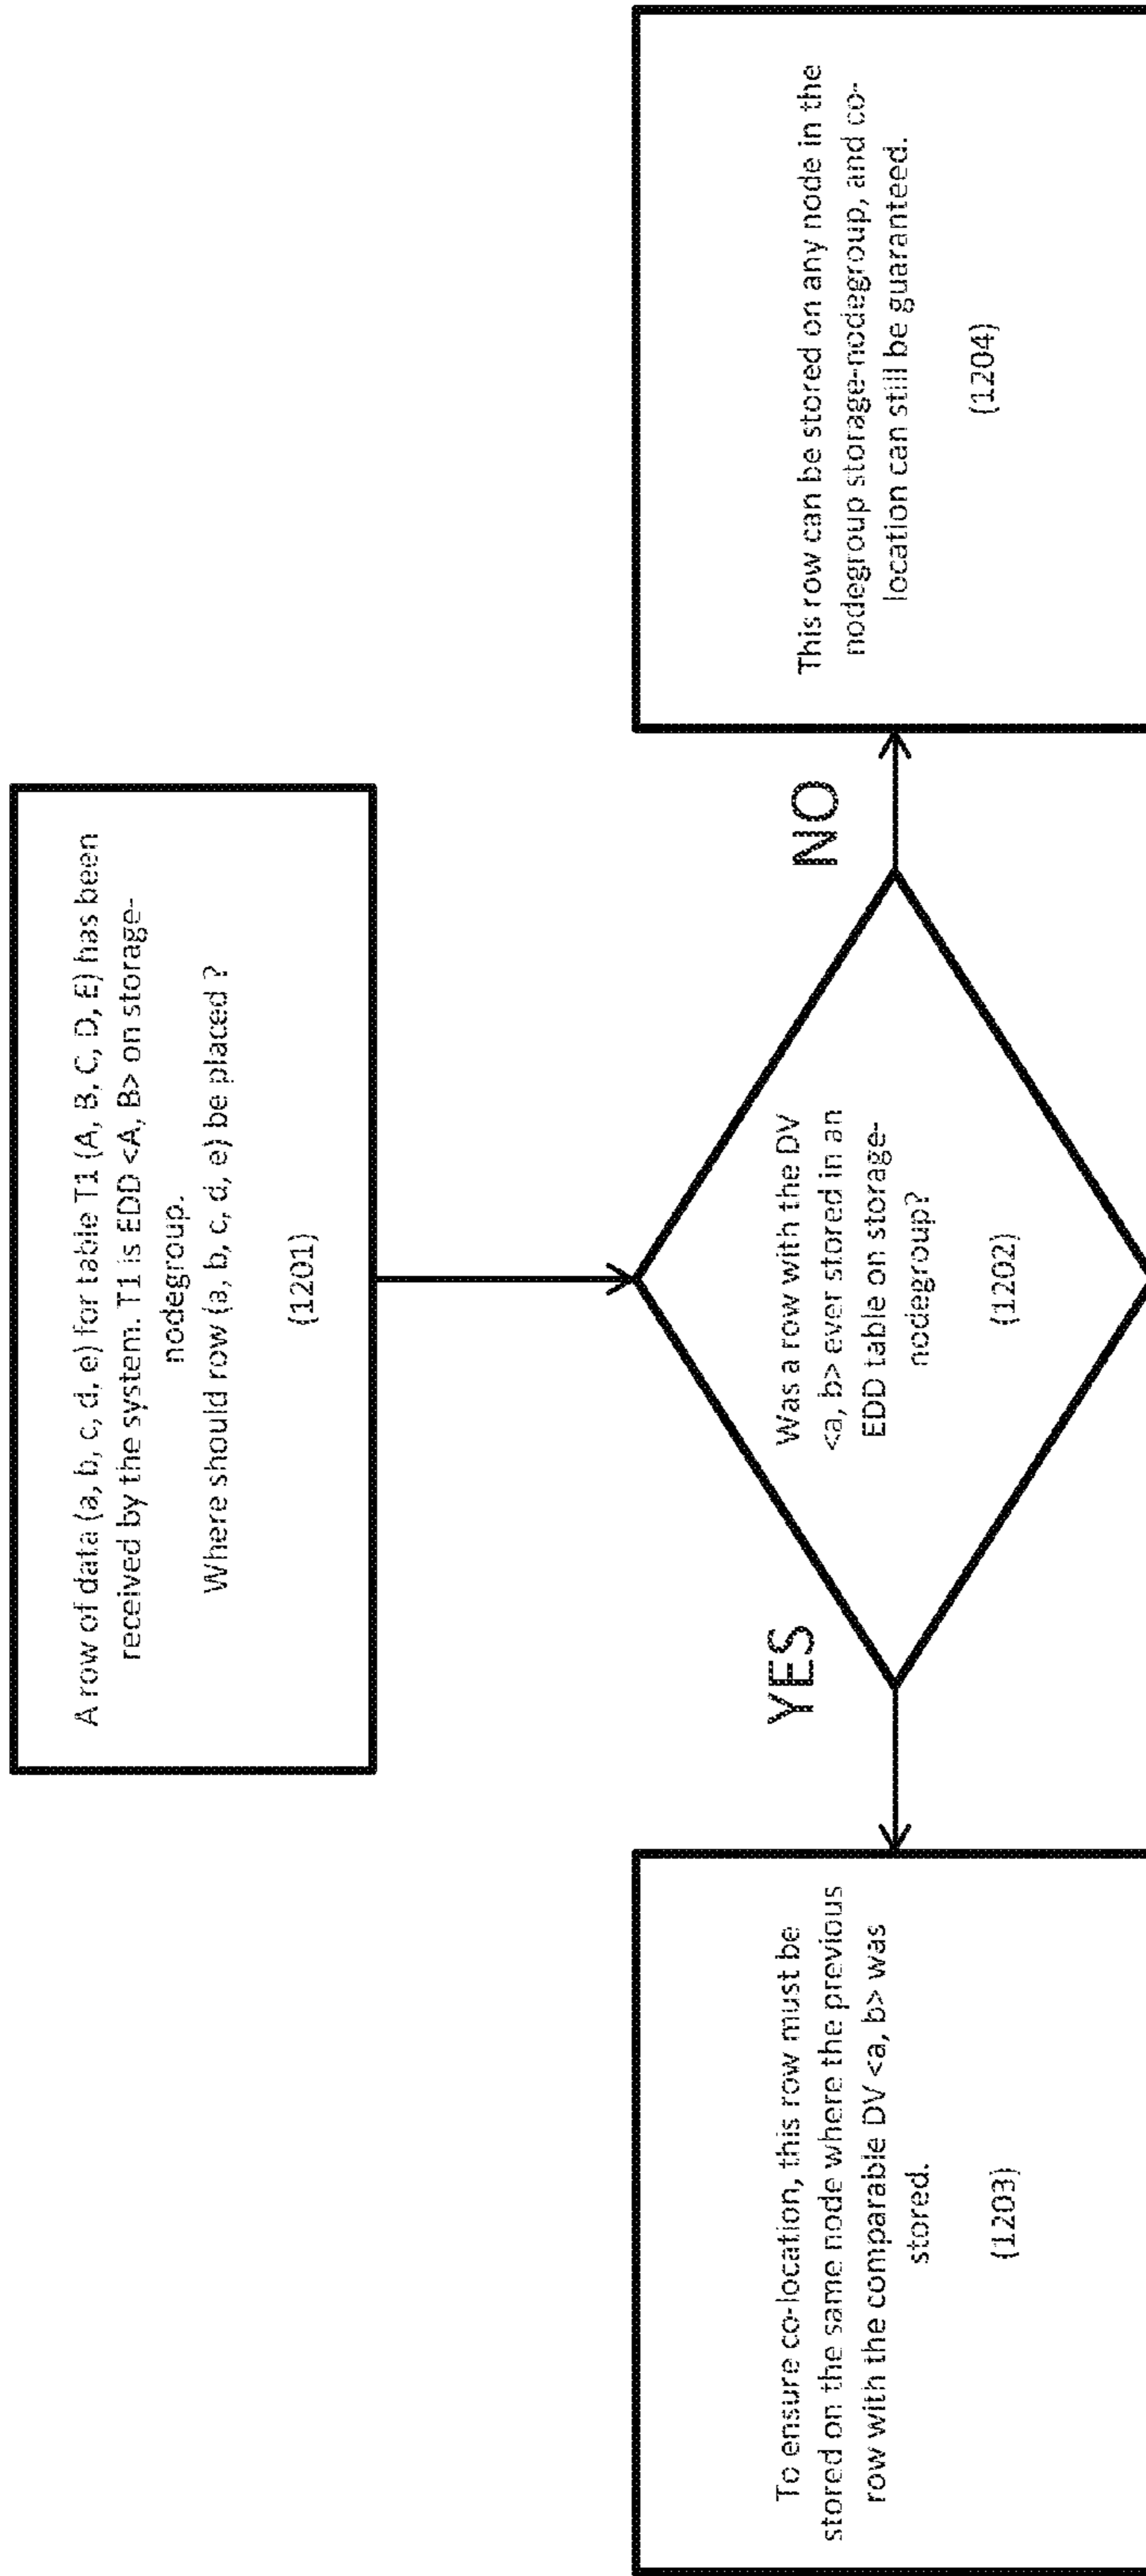 A row of data (a, b, c, d, e) for table T1 (A, B, C, D, E) has been
received by the system. T1 is EDD <A, B> on storage-
nodegroup.
Where should row (a, b, c, d, e) be placed ?
(1201)
Was a row with the DV
<a, b> ever stored in an
EDD table on storage-
nodegroup?
(1202)
YES
NO
To ensure co-location, this row must be
stored on the same node where the previous
row with the comparable DV <a, b> was
stored.
(1203)
This row can be stored on any node in the
nodegroup storage-nodegroup, and co-
location can still be guaranteed.
(1204)